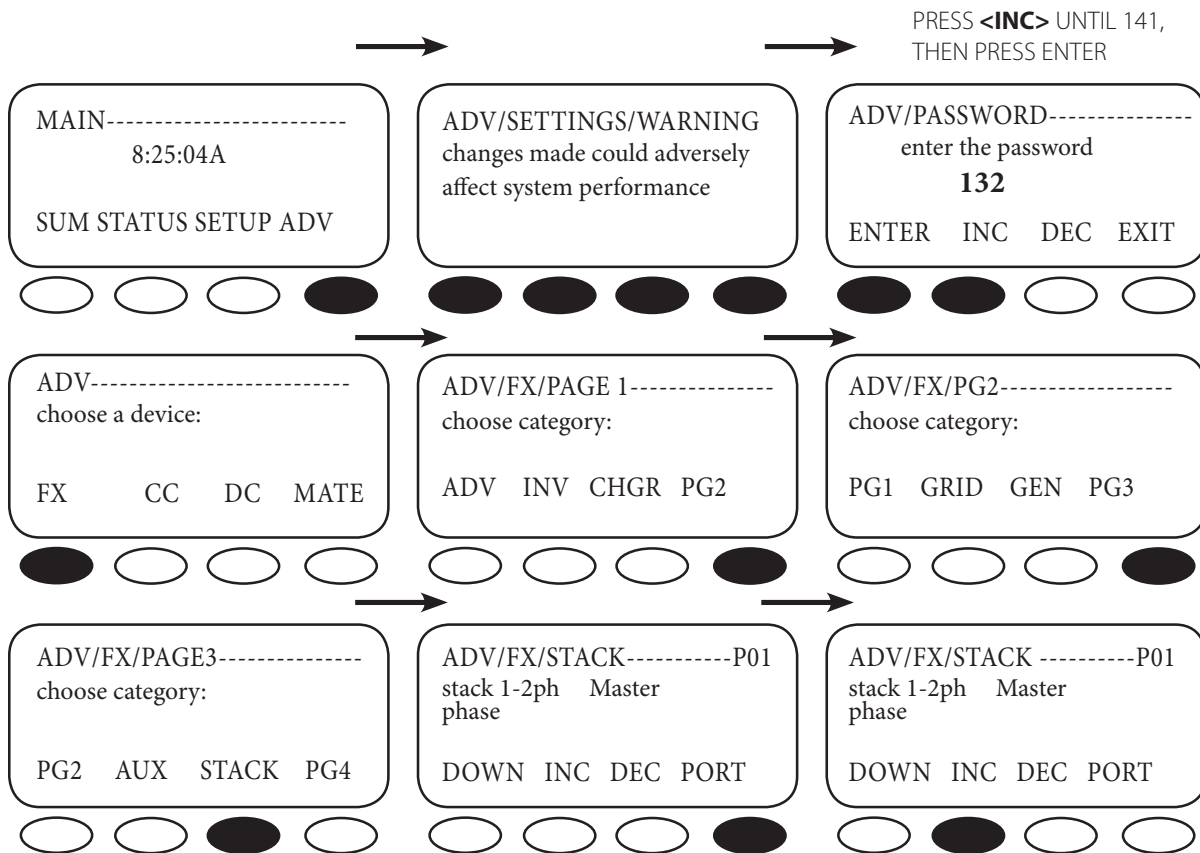 PRESS <INC> UNTIL 141,
THEN PRESS ENTER
MAIN-------------------------
8:25:04A
SUM STATUS SETUP ADV
ADV/SETTINGS/WARNING
changes made could adversely
affect system performance
ADV/PASSWORD---------------
enter the password
132
ENTER INC DEC EXIT
ADV---------------------------
choose a device:
FX CC DC MATE
ADV/FX/PAGE 1---------------
choose category:
ADV INV CHGR PG2
ADV/FX/PG2------------------
choose category:
PG1 GRID GEN PG3
ADV/FX/PAGE3---------------
choose category:
PG2 AUX STACK PG4
ADV/FX/STACK-----------P01
stack 1-2ph Master
phase
DOWN INC DEC PORT
ADV/FX/STACK ----------P01
stack 1-2ph Master
phase
DOWN INC DEC PORT